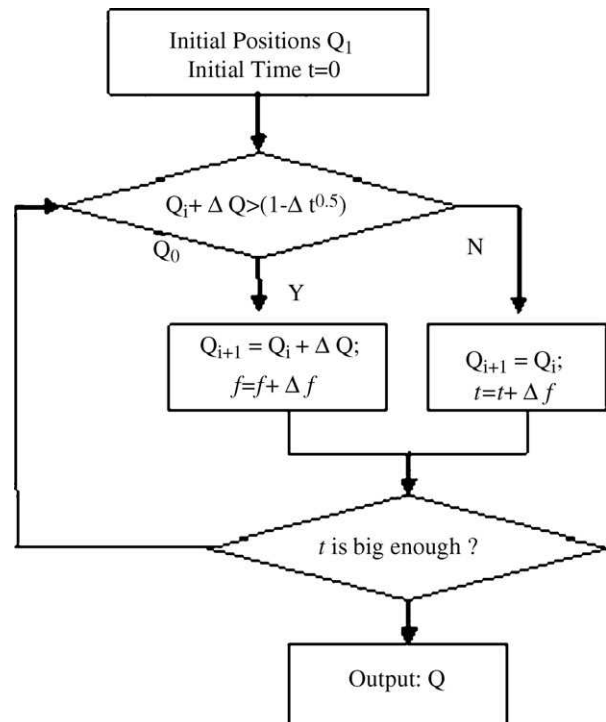 Initial Positions Q₁
Initial Time t=0
Qᵢ+ Δ Q>(1-Δ t⁰·⁵)
Q₀
Y
N
Qᵢ₊₁ = Qᵢ + Δ Q;
f=f+ Δ f
Qᵢ₊₁ = Qᵢ;
t=t+ Δ f
t is big enough ?
Output: Q